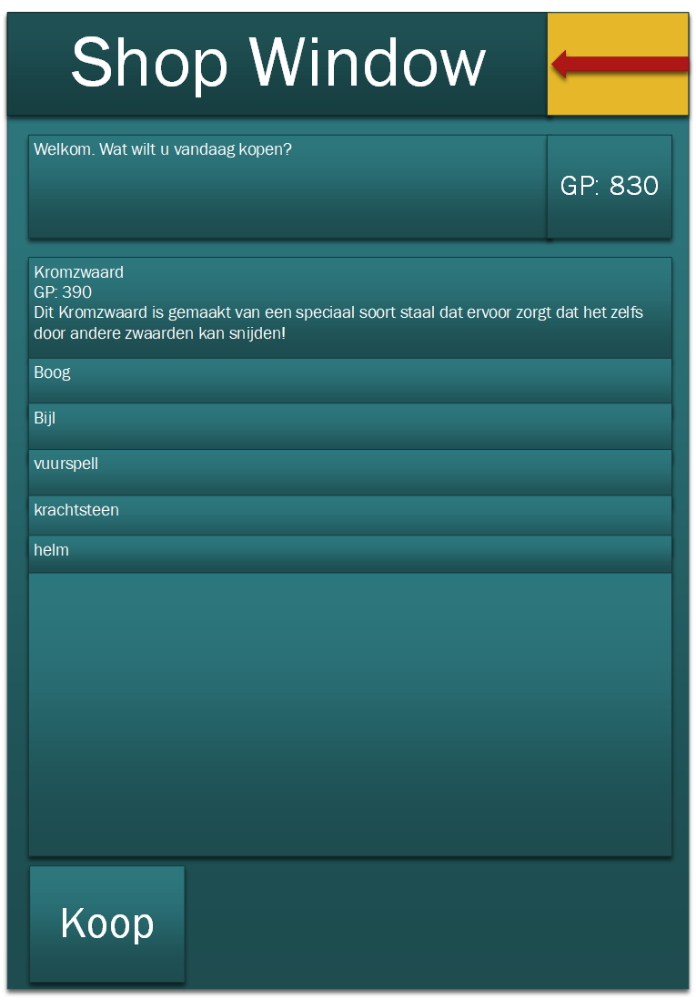 Shop Window
Welkom. Wat wilt u vandaag kopen?
GP: 830
Kromzwaard
GP: 390
Dit Kromzwaard is gemaakt van een speciaal soort staal dat ervoor zorgt dat het zelfs
door andere zwaarden kan snijden!
Boog
Bijl
vuurspell
krachtsteen
helm
Koop